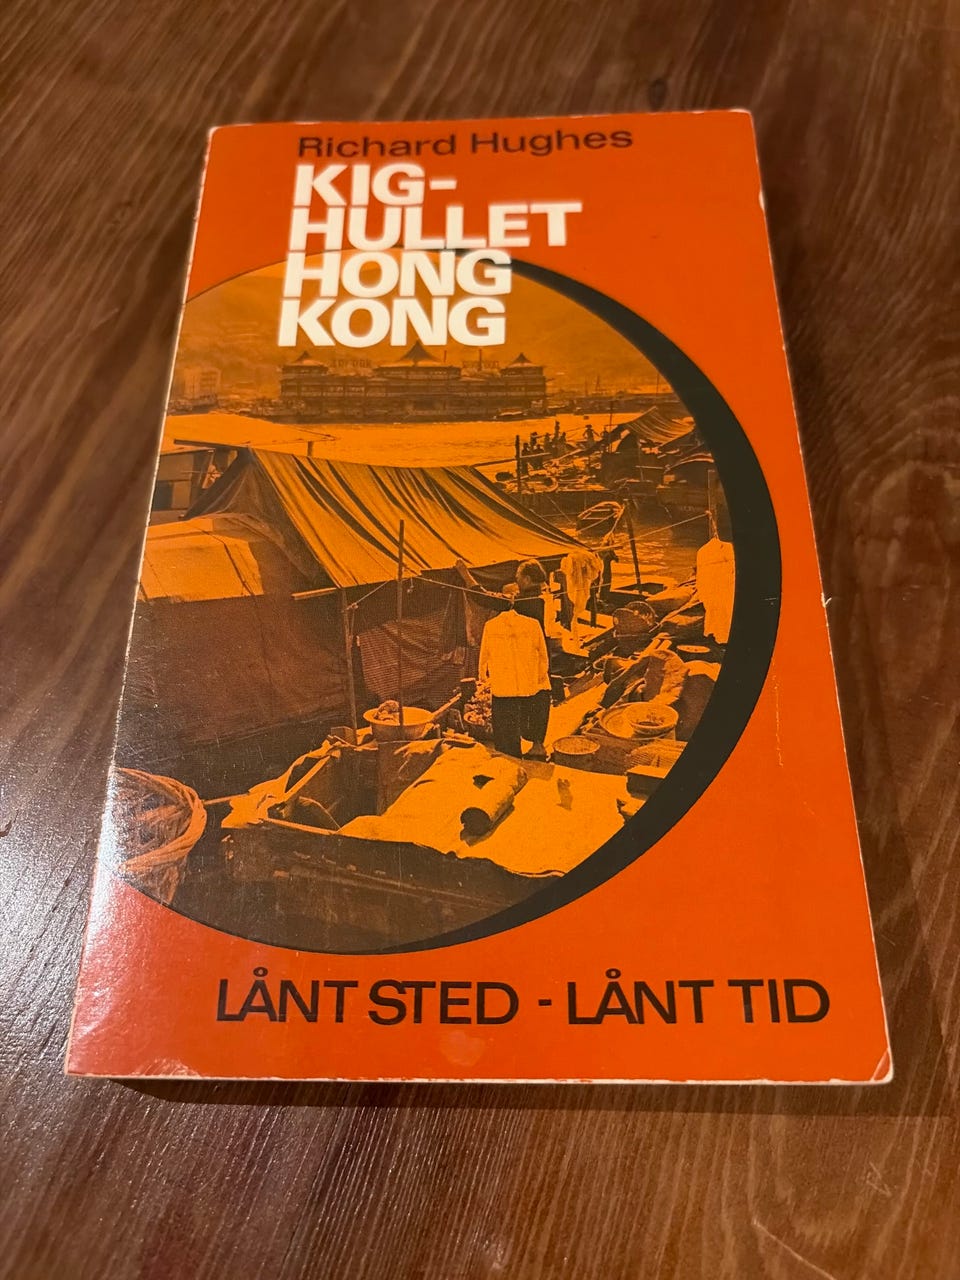 Richard Hughes
KIG-
HULLET
HONG
KONG
LÅNT STED - LÅNT TID